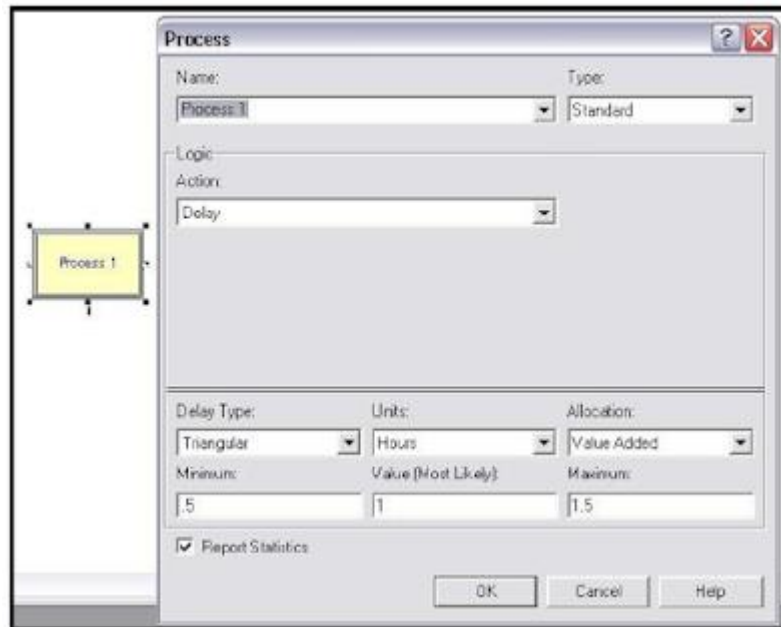 Process
Name: Type:
Process 1 Standard
Logic
Action:
Delay
Process 1
Delay Type: Units: Allocation:
Triangular Hours Value Added
Minimum: Value (Most Likely): Maximum:
.5 1 1.5
Report Statistics
OK Cancel Help